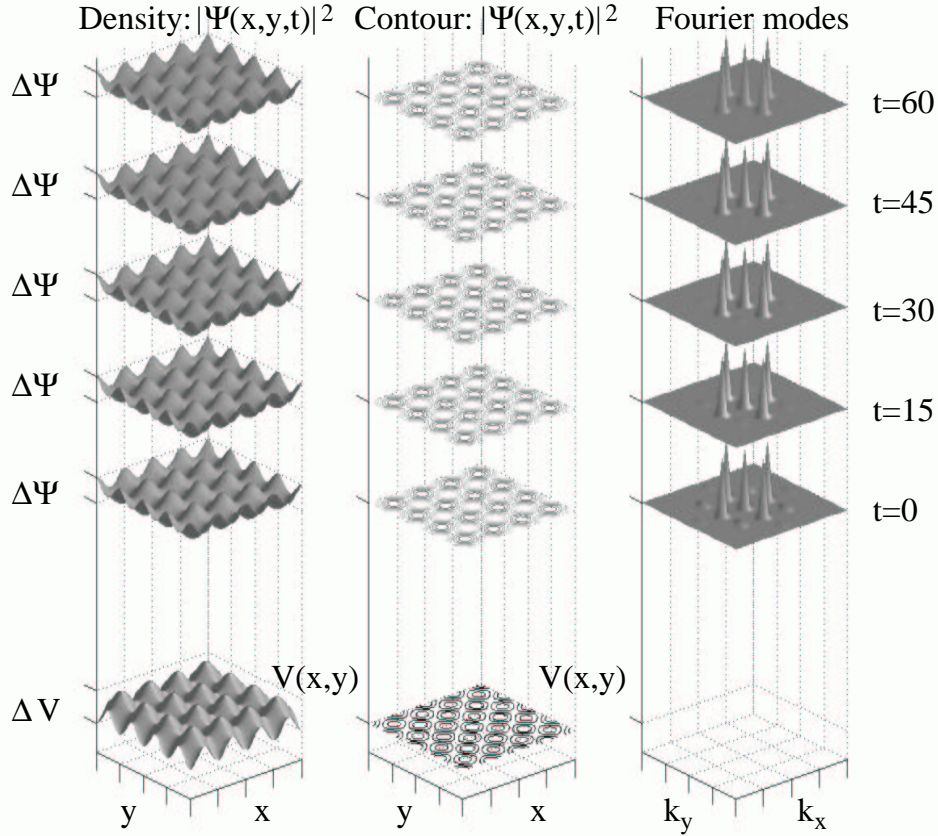 Density: |Ψ(x,y,t)|² Contour: |Ψ(x,y,t)|² Fourier modes
ΔΨ t=60
ΔΨ t=45
ΔΨ t=30
ΔΨ t=15
ΔΨ t=0
V(x,y) V(x,y)
ΔV
y x y x k_y k_x